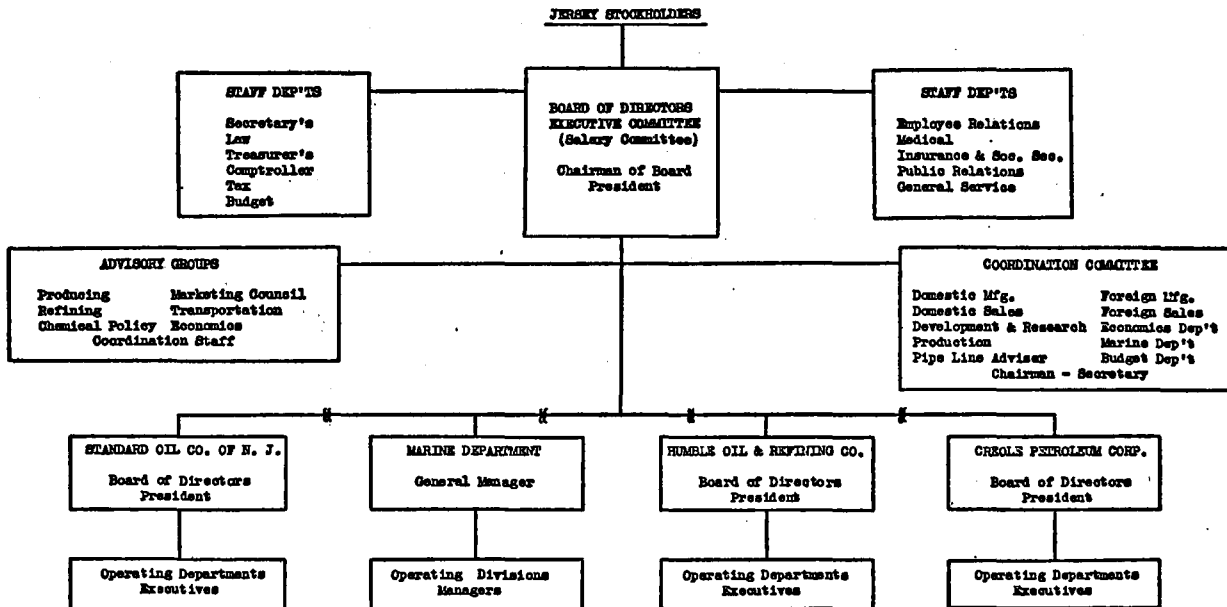 JERSEY STOCKHOLDERS
STAFF DEP'TS
Secretary's
Law
Treasurer's
Comptroller
Tax
Budget
BOARD OF DIRECTORS
EXECUTIVE COMMITTEE
(Salary Committee)
Chairman of Board
President
STAFF DEP'TS
Employee Relations
Medical
Insurance & Soc. Sec.
Public Relations
General Service
ADVISORY GROUPS
Producing Marketing Council
Refining Transportation
Chemical Policy Economics
Coordination Staff
COORDINATION COMMITTEE
Domestic Mfg. Foreign Mfg.
Domestic Sales Foreign Sales
Development & Research Economics Dep't
Production Marine Dep't
Pipe Line Adviser Budget Dep't
Chairman - Secretary
STANDARD OIL CO. OF N. J.
Board of Directors
President
MARINE DEPARTMENT
General Manager
HUMBLE OIL & REFINING CO.
Board of Directors
President
CREOLE PETROLEUM CORP.
Board of Directors
President
Operating Departments
Executives
Operating Divisions
Managers
Operating Departments
Executives
Operating Departments
Executives